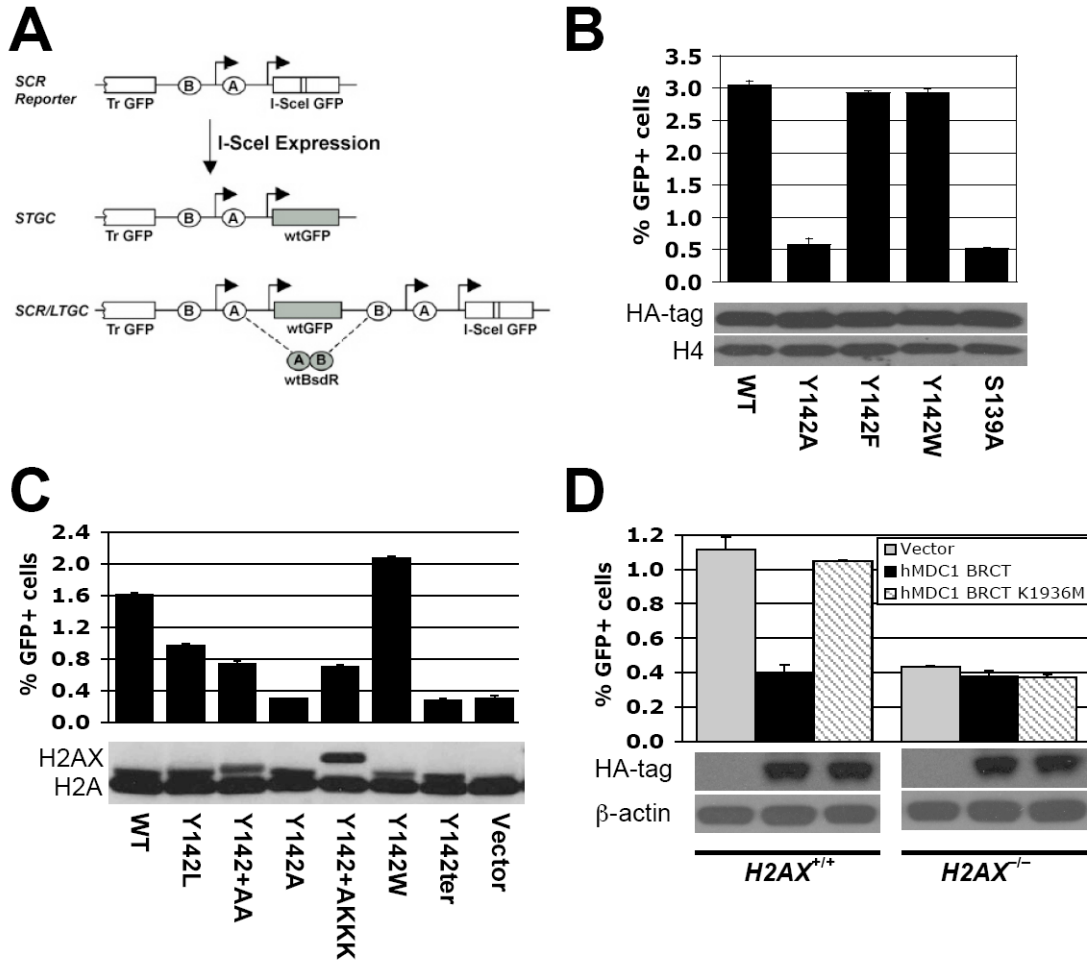 A
SCR
Reporter
B
A
Tr GFP
I-SceI GFP
I-SceI Expression
STGC
B
A
Tr GFP
wtGFP
SCR/LTGC
B
A
B
A
Tr GFP
wtGFP
I-SceI GFP
A B
wtBsdR
B
% GFP+ cells
3.5
3.0
2.5
2.0
1.5
1.0
0.5
0.0
HA-tag
H4
WT
Y142A
Y142F
Y142W
S139A
C
% GFP+ cells
2.4
2.0
1.6
1.2
0.8
0.4
0.0
H2AX
H2A
WT
Y142L
Y142+AA
Y142A
Y142+AKKK
Y142W
Y142ter
Vector
D
% GFP+ cells
1.2
1.0
0.8
0.6
0.4
0.2
0.0
Vector
hMDC1 BRCT
hMDC1 BRCT K1936M
HA-tag
β-actin
H2AX+/+
H2AX−/−